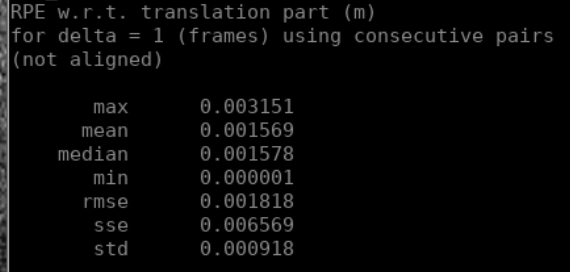 RPE w.r.t. translation part (m)
for delta = 1 (frames) using consecutive pairs
(not aligned)
max 0.003151
mean 0.001569
median 0.001578
min 0.000001
rmse 0.001818
sse 0.006569
std 0.000918